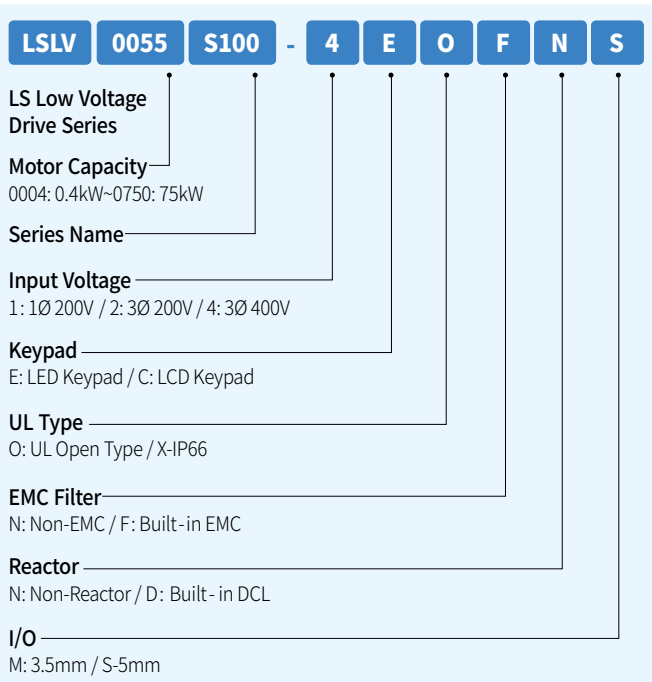 LSLV 0055 S100 - 4 E O F N S
LS Low Voltage
Drive Series
Motor Capacity
0004: 0.4kW~0750: 75kW
Series Name
Input Voltage
1: 1Ø 200V / 2: 3Ø 200V / 4: 3Ø 400V
Keypad
E: LED Keypad / C: LCD Keypad
UL Type
O: UL Open Type / X-IP66
EMC Filter
N: Non-EMC / F: Built-in EMC
Reactor
N: Non-Reactor / D: Built- in DCL
I/O
M: 3.5mm / S-5mm